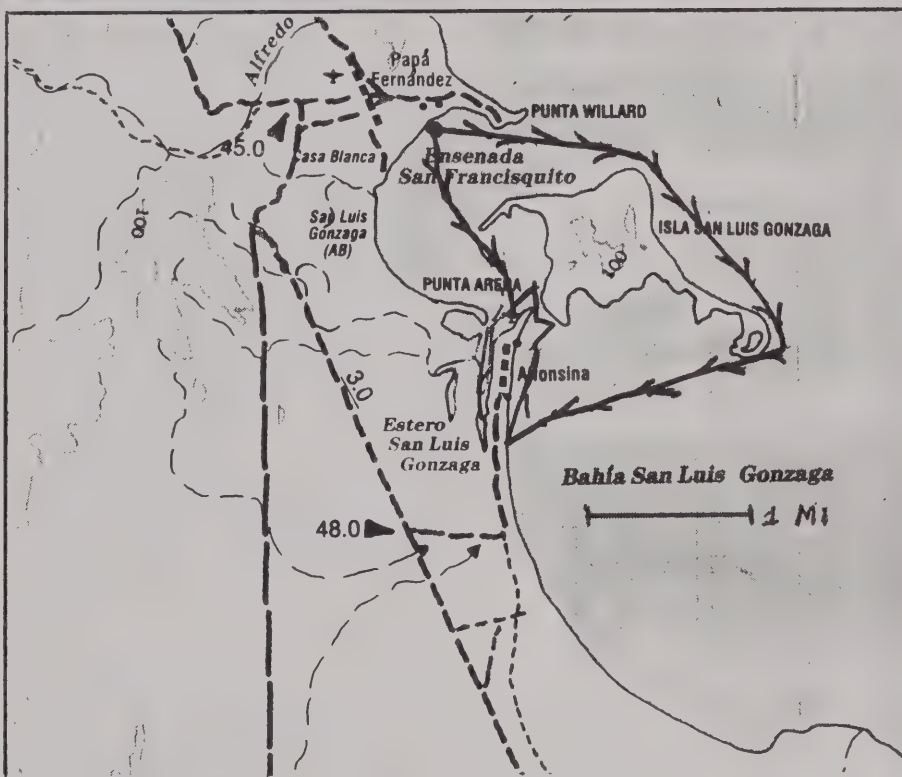 Alfredo
Papá
Fernández
PUNTA WILLARD
45.0
Casa Blanca
Ensenada
San Francisquito
100
San Luis
Gonzaga
(AB)
ISLA SAN LUIS GONZAGA
100
PUNTA ARENA
3.0
Alfonsina
Estero
San Luis
Gonzaga
Bahía San Luis Gonzaga
1 MI
48.0